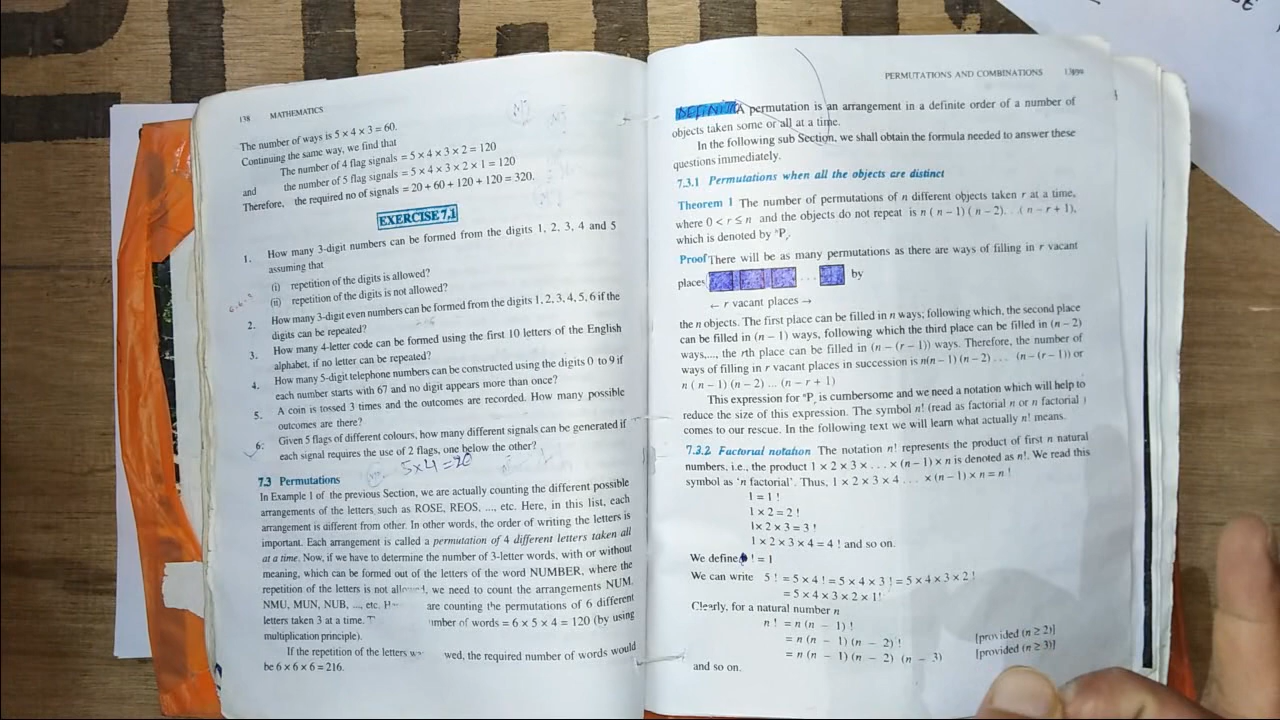 138 MATHEMATICS
The number of ways is 5 × 4 × 3 = 60.
Continuing the same way, we find that
The number of 4 flag signals = 5 × 4 × 3 × 2 = 120
and the number of 5 flag signals = 5 × 4 × 3 × 2 × 1 = 120
Therefore, the required no of signals = 20 + 60 + 120 + 120 = 320.
EXERCISE 7.1
1. How many 3-digit numbers can be formed from the digits 1, 2, 3, 4 and 5
assuming that
(i) repetition of the digits is allowed?
(ii) repetition of the digits is not allowed?
2. How many 3-digit even numbers can be formed from the digits 1, 2, 3, 4, 5, 6 if the
digits can be repeated?
3. How many 4-letter code can be formed using the first 10 letters of the English
alphabet, if no letter can be repeated?
4. How many 5-digit telephone numbers can be constructed using the digits 0 to 9 if
each number starts with 67 and no digit appears more than once?
5. A coin is tossed 3 times and the outcomes are recorded. How many possible
outcomes are there?
6. Given 5 flags of different colours, how many different signals can be generated if
each signal requires the use of 2 flags, one below the other?
5×4=20
7.3 Permutations
In Example 1 of the previous Section, we are actually counting the different possible
arrangements of the letters such as ROSE, REOS, ..., etc. Here, in this list, each
arrangement is different from other. In other words, the order of writing the letters is
important. Each arrangement is called a permutation of 4 different letters taken all
at a time. Now, if we have to determine the number of 3-letter words, with or without
meaning, which can be formed out of the letters of the word NUMBER, where the
repetition of the letters is not , we need to count the arrangements NUM,
NMU, MUN, NUB, ..., etc. are counting the permutations of 6 different
letters taken 3 at a time. of words = 6 × 5 × 4 = 120 (by using
multiplication principle).
If the repetition of the letters , the required number of words would
be 6 × 6 × 6 = 216.
PERMUTATIONS AND COMBINATIONS
A permutation is an arrangement in a definite order of a number of
objects taken some or all at a time.
In the following sub Section, we shall obtain the formula needed to answer these
questions immediately.
7.3.1 Permutations when all the objects are distinct
Theorem 1 The number of permutations of n different objects taken r at a time,
where 0 < r ≤ n and the objects do not repeat is n ( n – 1) ( n – 2). . .( n – r + 1),
which is denoted by ⁿPᵣ.
Proof There will be as many permutations as there are ways of filling in r vacant
places . . . by
← r vacant places →
the n objects. The first place can be filled in n ways; following which, the second place
can be filled in (n – 1) ways, following which the third place can be filled in (n – 2)
ways,..., the rth place can be filled in (n – (r – 1)) ways. Therefore, the number of
ways of filling in r vacant places in succession is n(n – 1) (n – 2) . . . (n – (r – 1)) or
n ( n – 1) (n – 2) ... (n – r + 1)
This expression for ⁿPᵣ is cumbersome and we need a notation which will help to
reduce the size of this expression. The symbol n! (read as factorial n or n factorial )
comes to our rescue. In the following text we will learn what actually n! means.
7.3.2 Factorial notation The notation n! represents the product of first n natural
numbers, i.e., the product 1 × 2 × 3 × . . . × (n – 1) × n is denoted as n!. We read this
symbol as ‘n factorial’. Thus, 1 × 2 × 3 × 4 . . . × (n – 1) × n = n !
1 = 1 !
1 × 2 = 2 !
1× 2 × 3 = 3 !
1 × 2 × 3 × 4 = 4 ! and so on.
We define ! = 1
We can write 5 ! = 5 × 4 ! = 5 × 4 × 3 ! = 5 × 4 × 3 × 2 !
= 5 × 4 × 3 × 2 × 1!
Clearly, for a natural number n
n ! = n (n – 1) !
= n (n – 1) (n – 2) ! [provided (n ≥ 2)]
= n (n – 1) (n – 2) (n – 3) [provided (n ≥ 3)]
and so on.